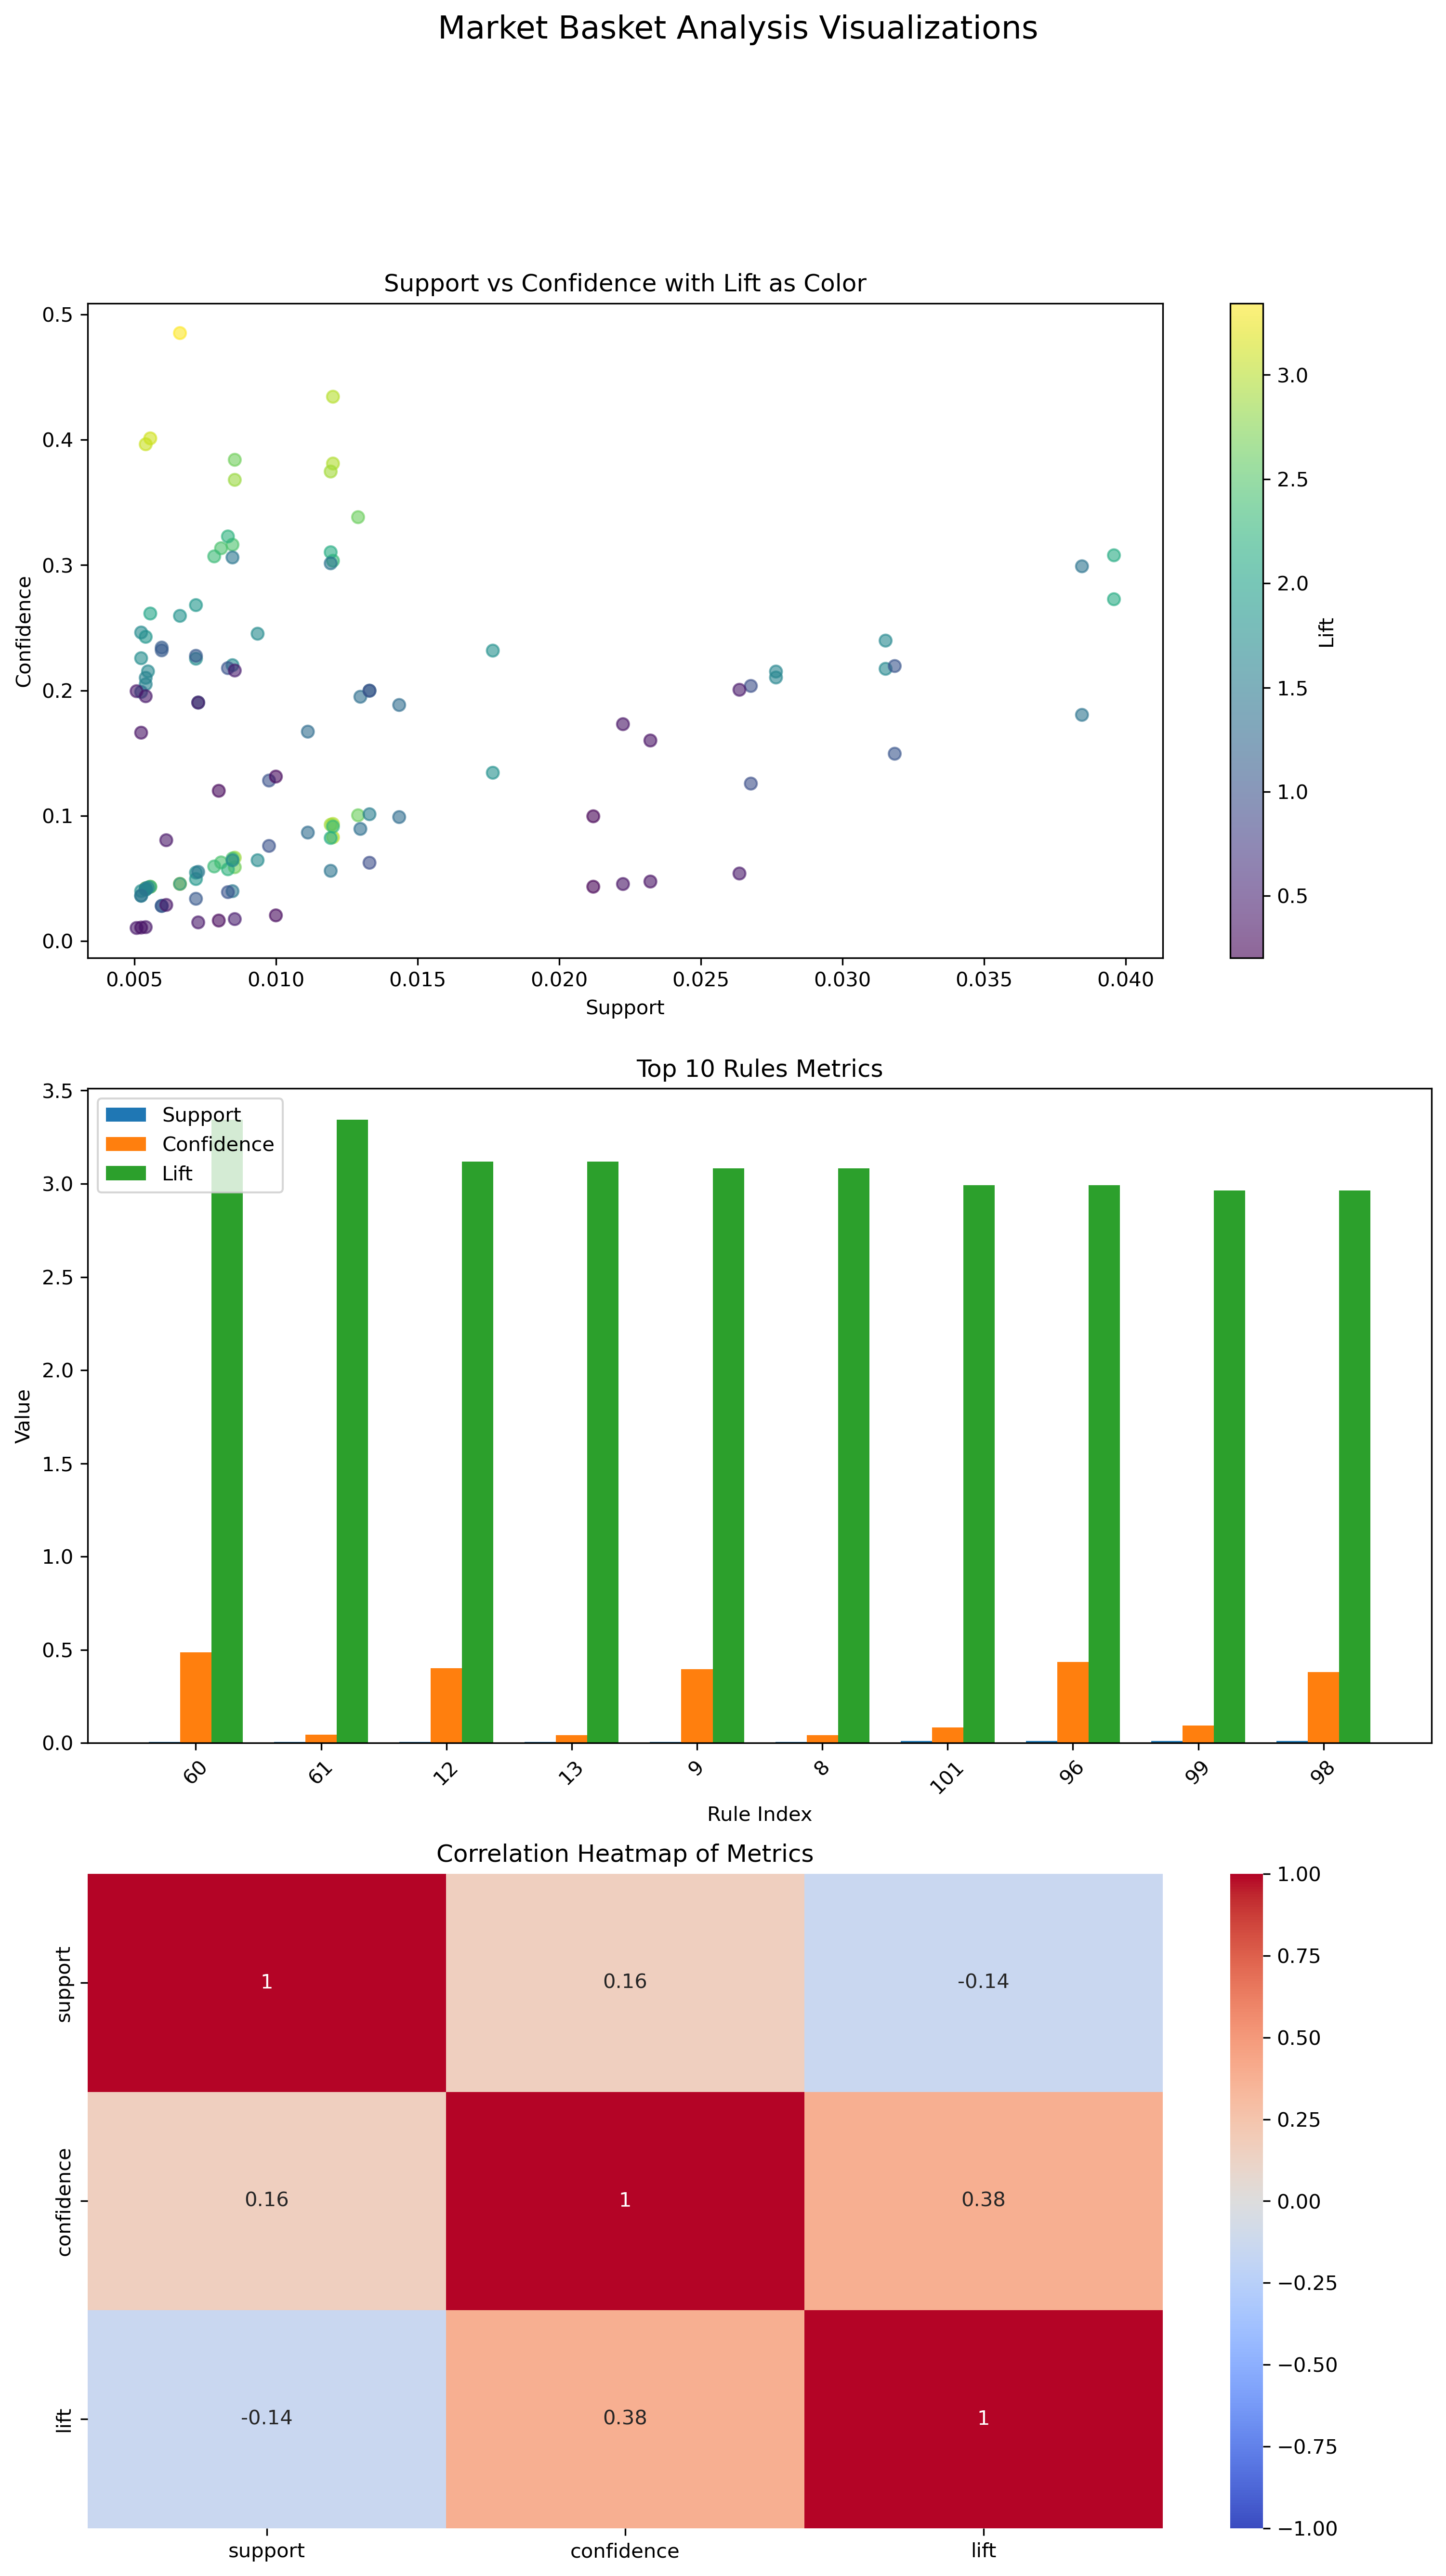 Market Basket Analysis Visualizations
Support vs Confidence with Lift as Color
0.5
0.4
0.3
0.2
0.1
0.0
Confidence
0.005 0.010 0.015 0.020 0.025 0.030 0.035 0.040
Support
3.0
2.5
2.0
1.5
1.0
0.5
Lift
Top 10 Rules Metrics
3.5
3.0
2.5
2.0
1.5
1.0
0.5
0.0
Value
Support
Confidence
Lift
60 61 12 13 9 8 101 96 99 98
Rule Index
Correlation Heatmap of Metrics
support
1 0.16 -0.14
confidence
0.16 1 0.38
lift
-0.14 0.38 1
support confidence lift
1.00
0.75
0.50
0.25
0.00
−0.25
−0.50
−0.75
−1.00